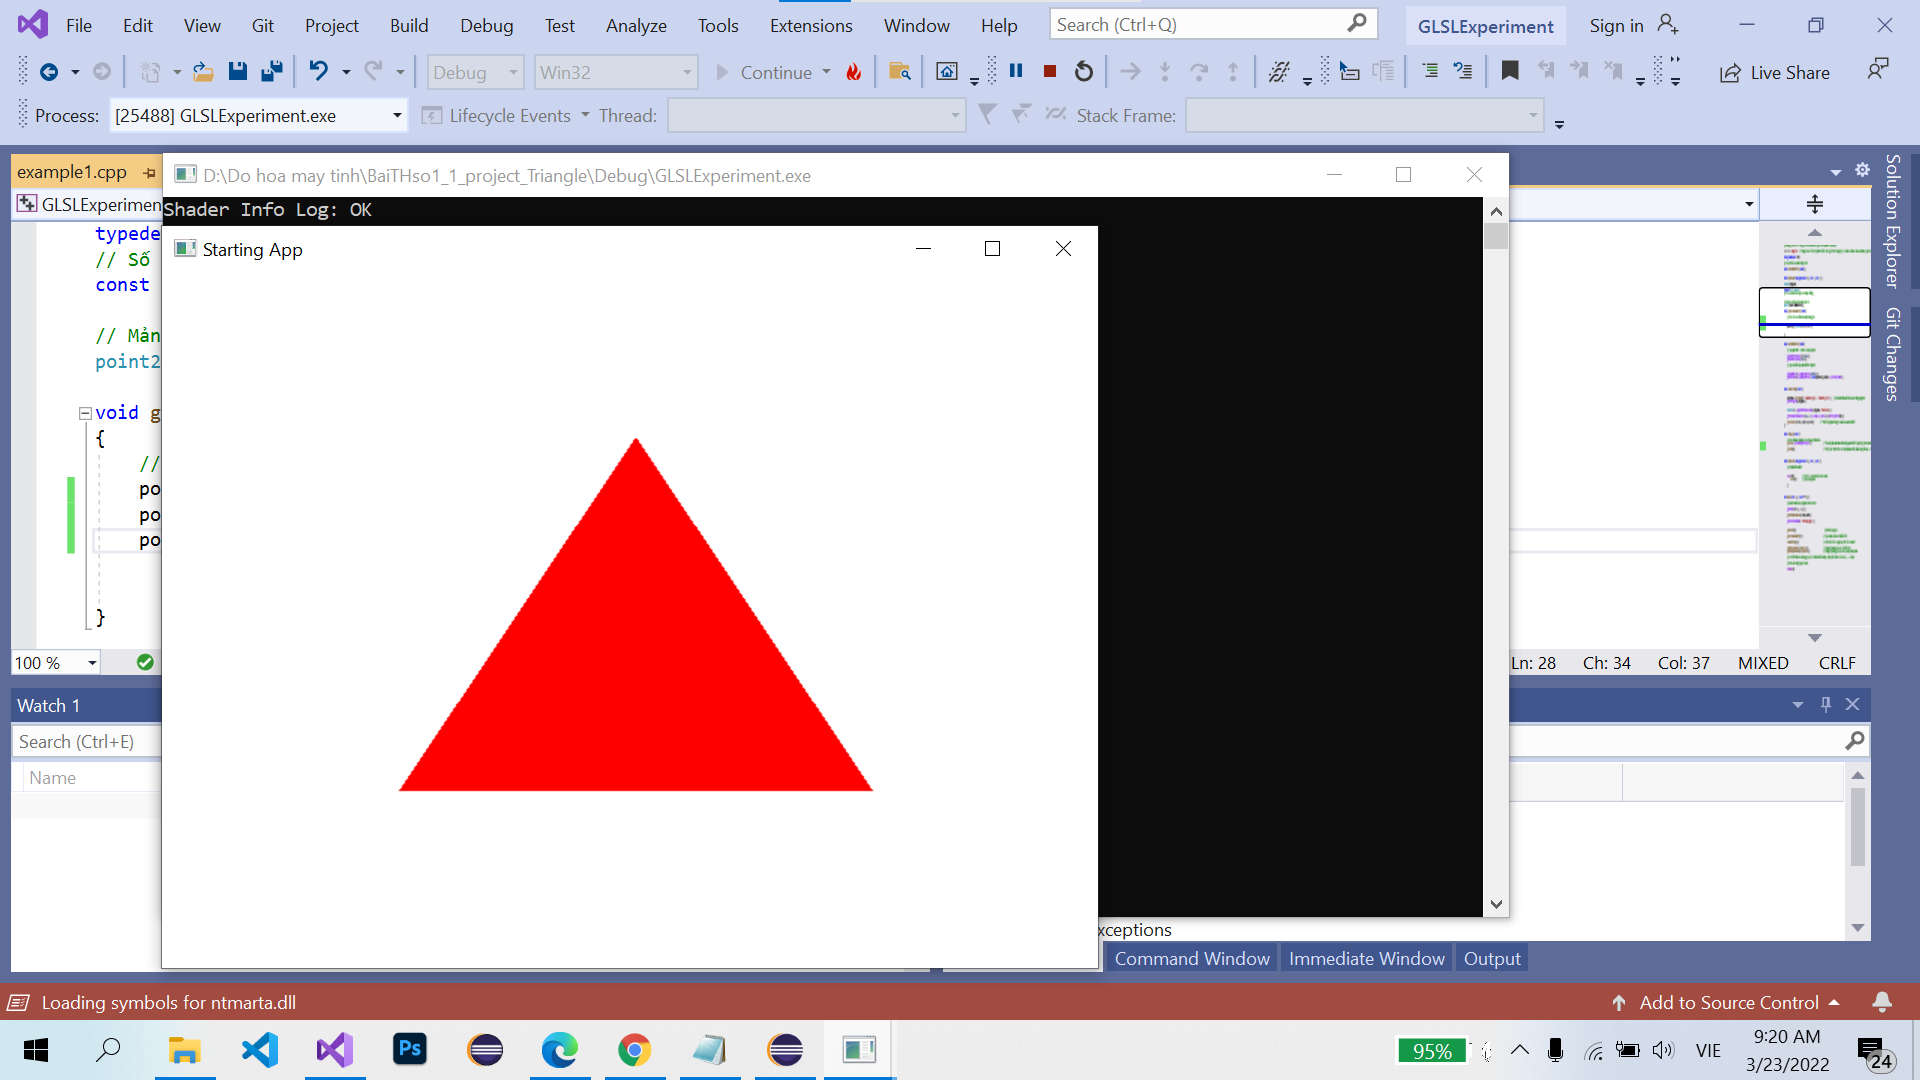 File Edit View Git Project Build Debug Test Analyze Tools Extensions Window Help Search (Ctrl+Q) GLSLExperiment Sign in
Debug Win32 Continue Live Share
Process: [25488] GLSLExperiment.exe Lifecycle Events Thread: Stack Frame:
example1.cpp
D:\Do hoa may tinh\BaiTHso1_1_project_Triangle\Debug\GLSLExperiment.exe
GLSLExperimen
Shader Info Log: OK
Starting App
typede
// Số
const
// Mản
point2
void g
{
//
po
po
po
}
100 %
Ln: 28 Ch: 34 Col: 37 MIXED CRLF
Solution Explorer
Git Changes
Watch 1
Search (Ctrl+E)
Name
xceptions
Command Window Immediate Window Output
Loading symbols for ntmarta.dll
Add to Source Control
Ps
95%
VIE
9:20 AM
3/23/2022
24